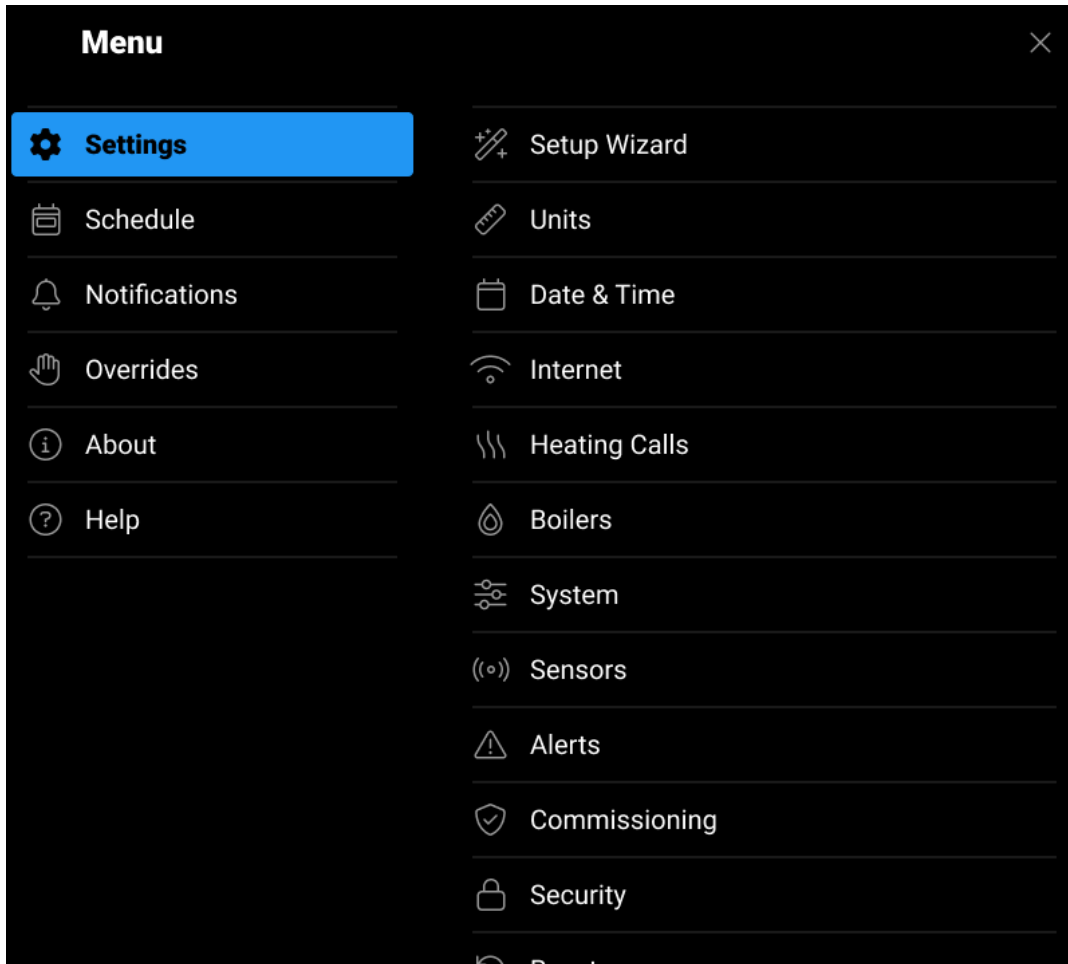 Menu
Settings
Schedule
Notifications
Overrides
About
Help
Setup Wizard
Units
Date & Time
Internet
Heating Calls
Boilers
System
Sensors
Alerts
Commissioning
Security